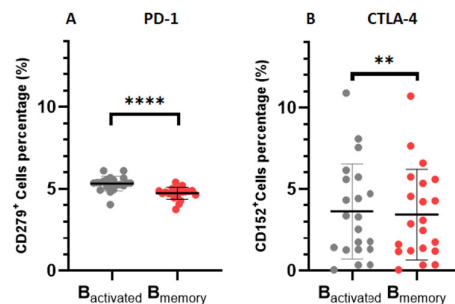 A PD-1
B CTLA-4
CD279+ Cells percentage (%)
10
5
0
****
Bactivated Bmemory
CD152+Cells percentage (%)
10
5
0
**
Bactivated Bmemory